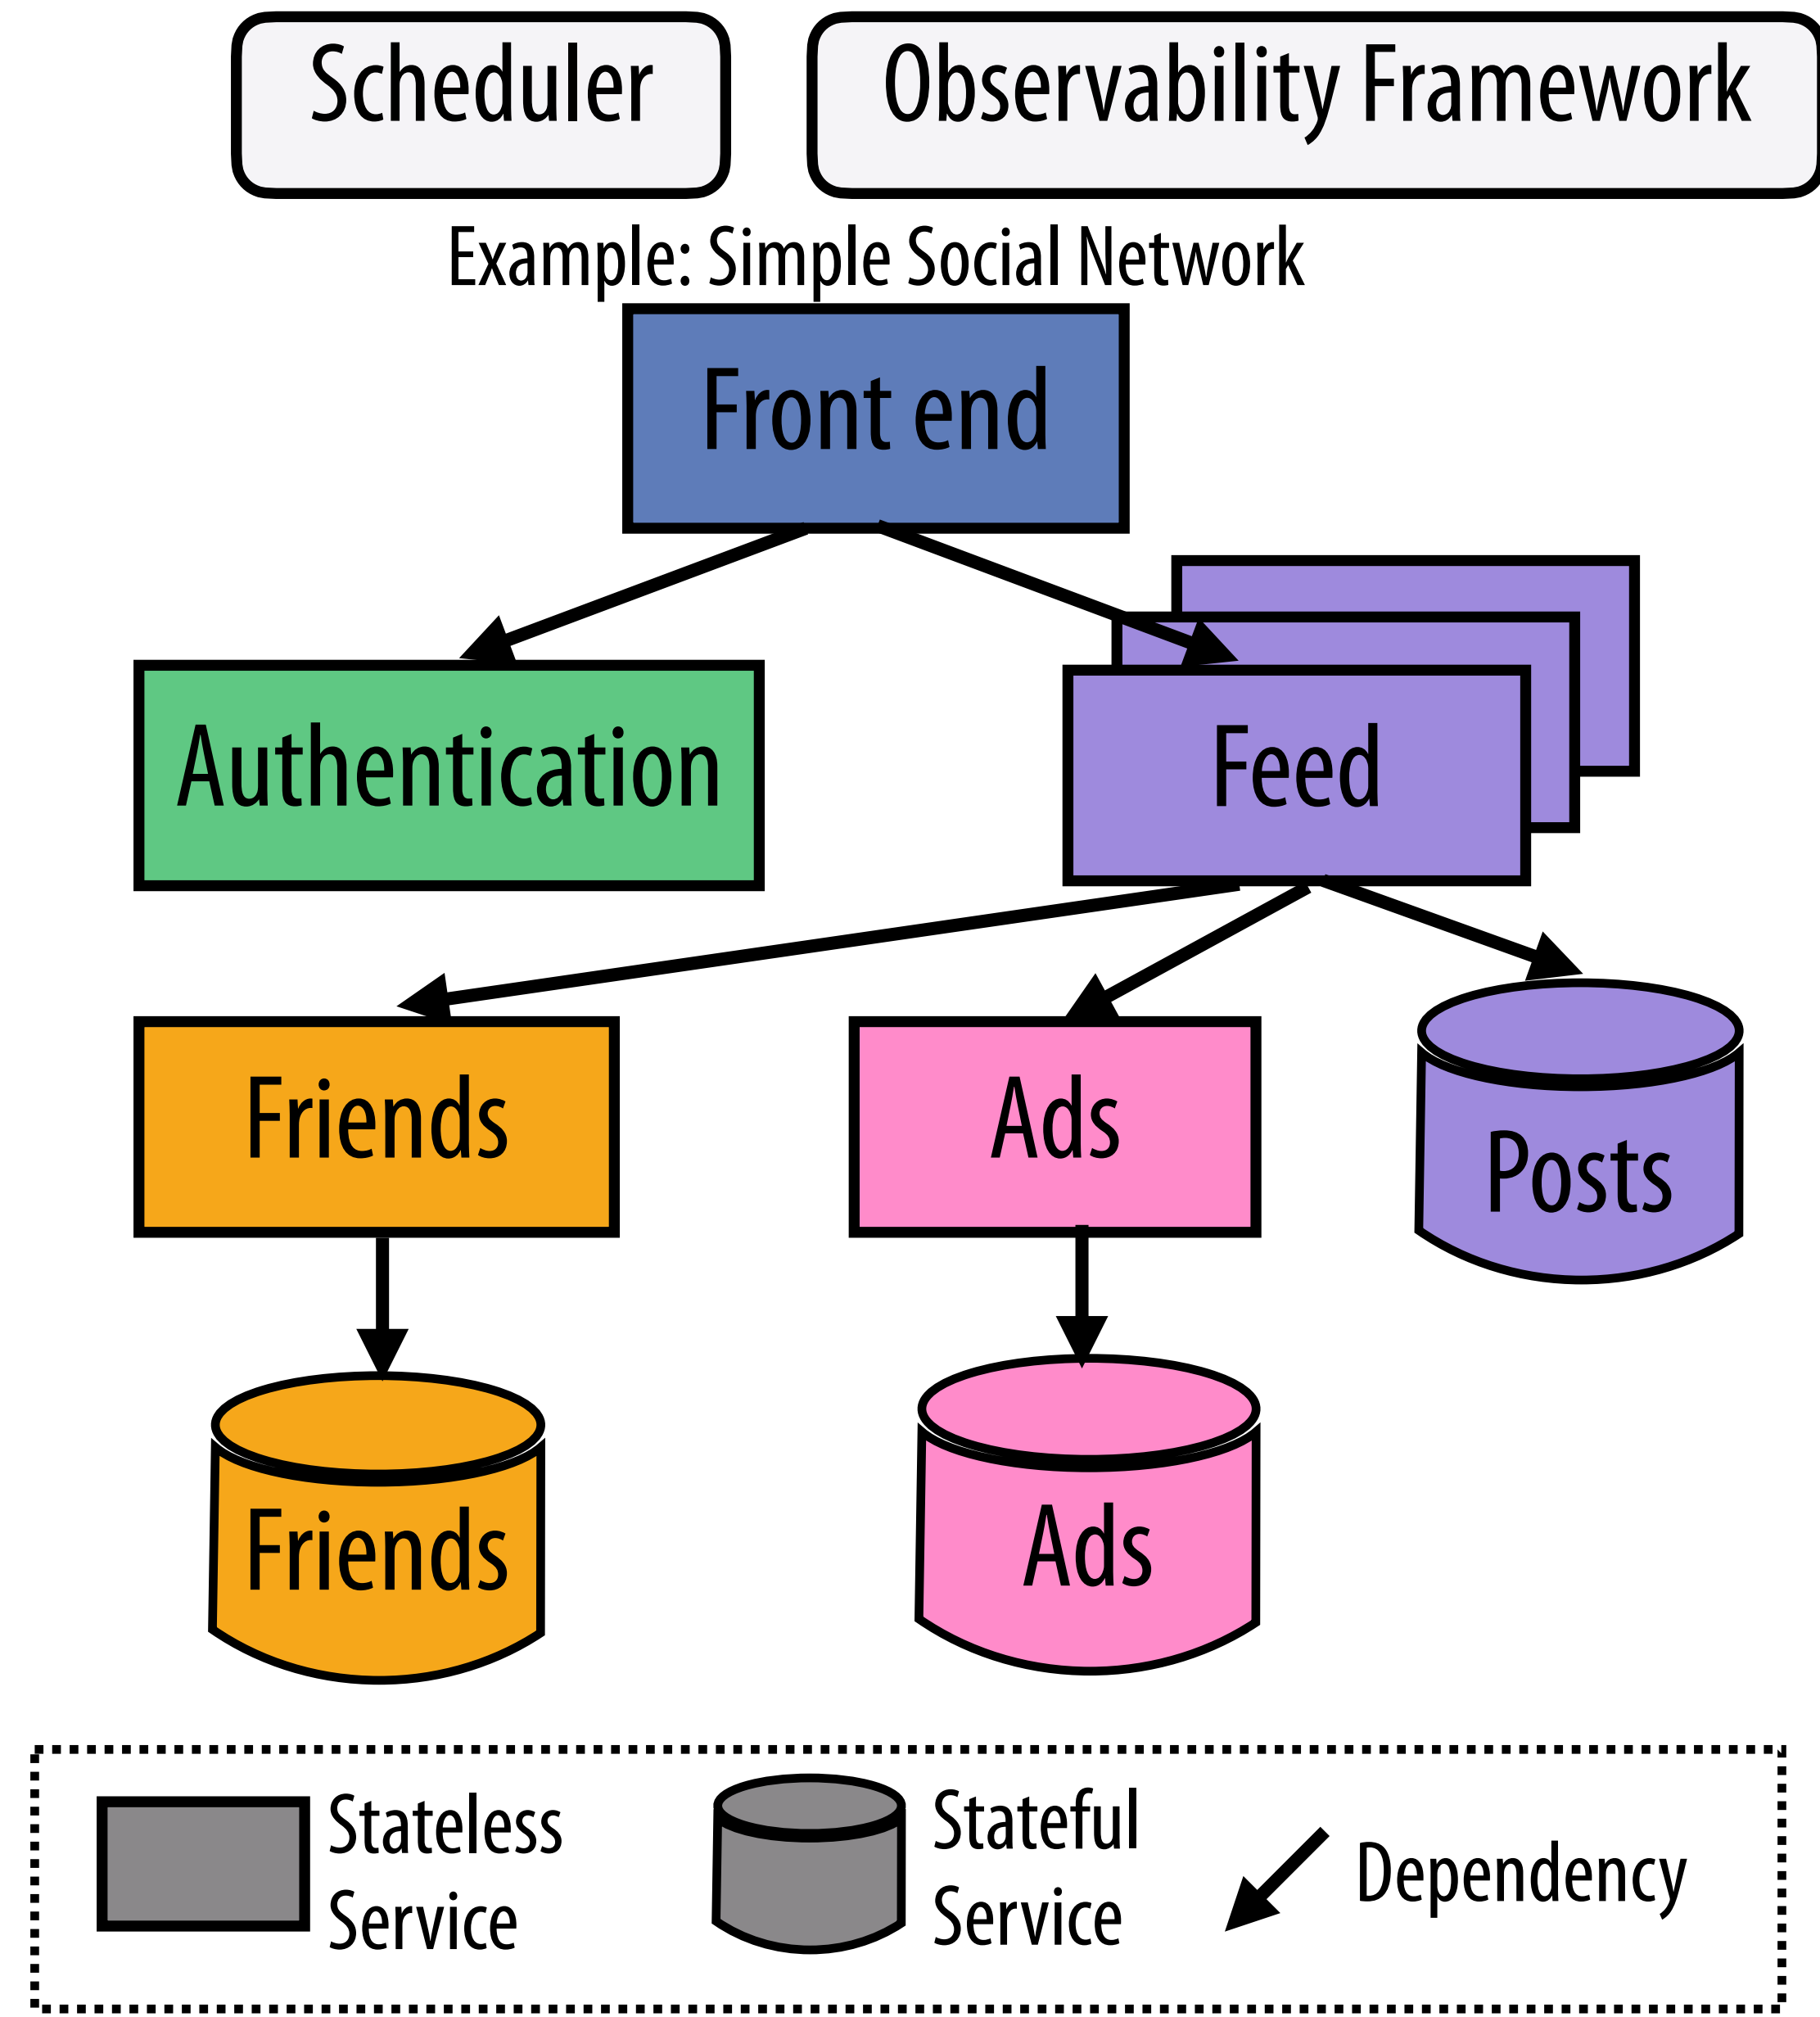 Scheduler
Observability Framework
Example: Simple Social Network
Front end
Authentication
Feed
Friends
Ads
Posts
Friends
Ads
Stateless
Service
Stateful
Service
Dependency